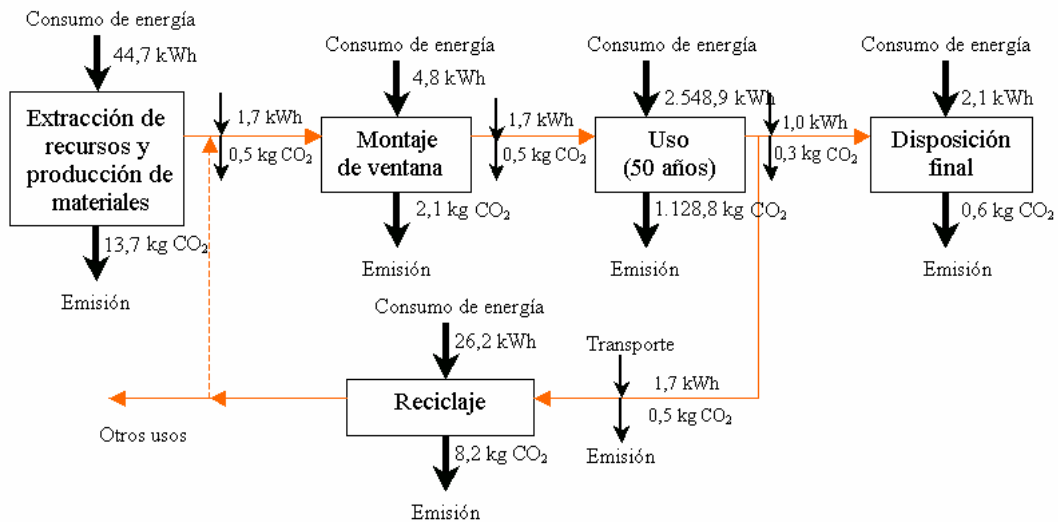 Consumo de energía
44,7 kWh
Extracción de
recursos y
producción de
materiales
13,7 kg CO₂
Emisión
1,7 kWh
0,5 kg CO₂
Consumo de energía
4,8 kWh
Montaje
de ventana
2,1 kg CO₂
Emisión
1,7 kWh
0,5 kg CO₂
Consumo de energía
2.548,9 kWh
Uso
(50 años)
1.128,8 kg CO₂
Emisión
1,0 kWh
0,3 kg CO₂
Consumo de energía
2,1 kWh
Disposición
final
0,6 kg CO₂
Emisión
Consumo de energía
26,2 kWh
Reciclaje
8,2 kg CO₂
Emisión
Transporte
1,7 kWh
0,5 kg CO₂
Emisión
Otros usos